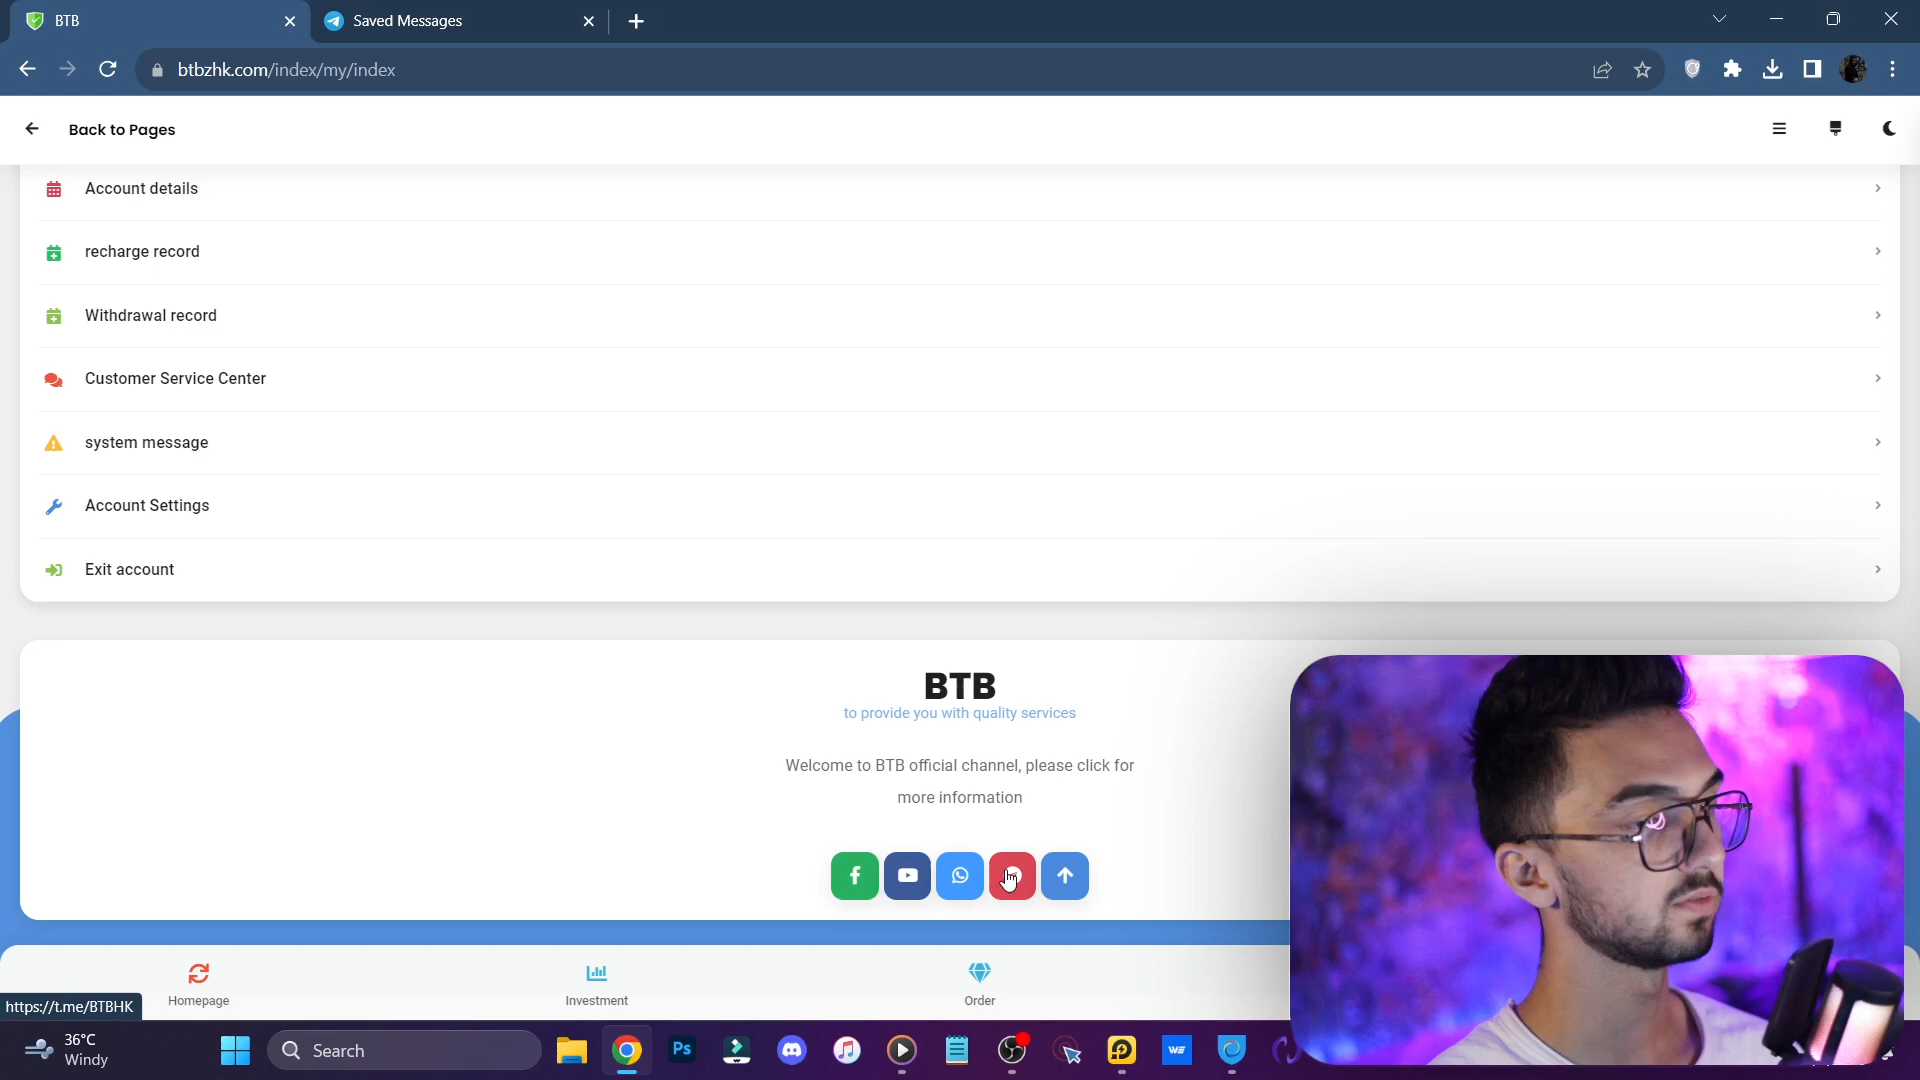 BTB
Saved Messages
btbzhk.com/index/my/index
Back to Pages
Account details
recharge record
Withdrawal record
Customer Service Center
system message
Account Settings
Exit account
BTB
to provide you with quality services
Welcome to BTB official channel, please click for
more information
Homepage
Investment
Order
https://t.me/BTBHK
36°C
Windy
Search
Ps
WE